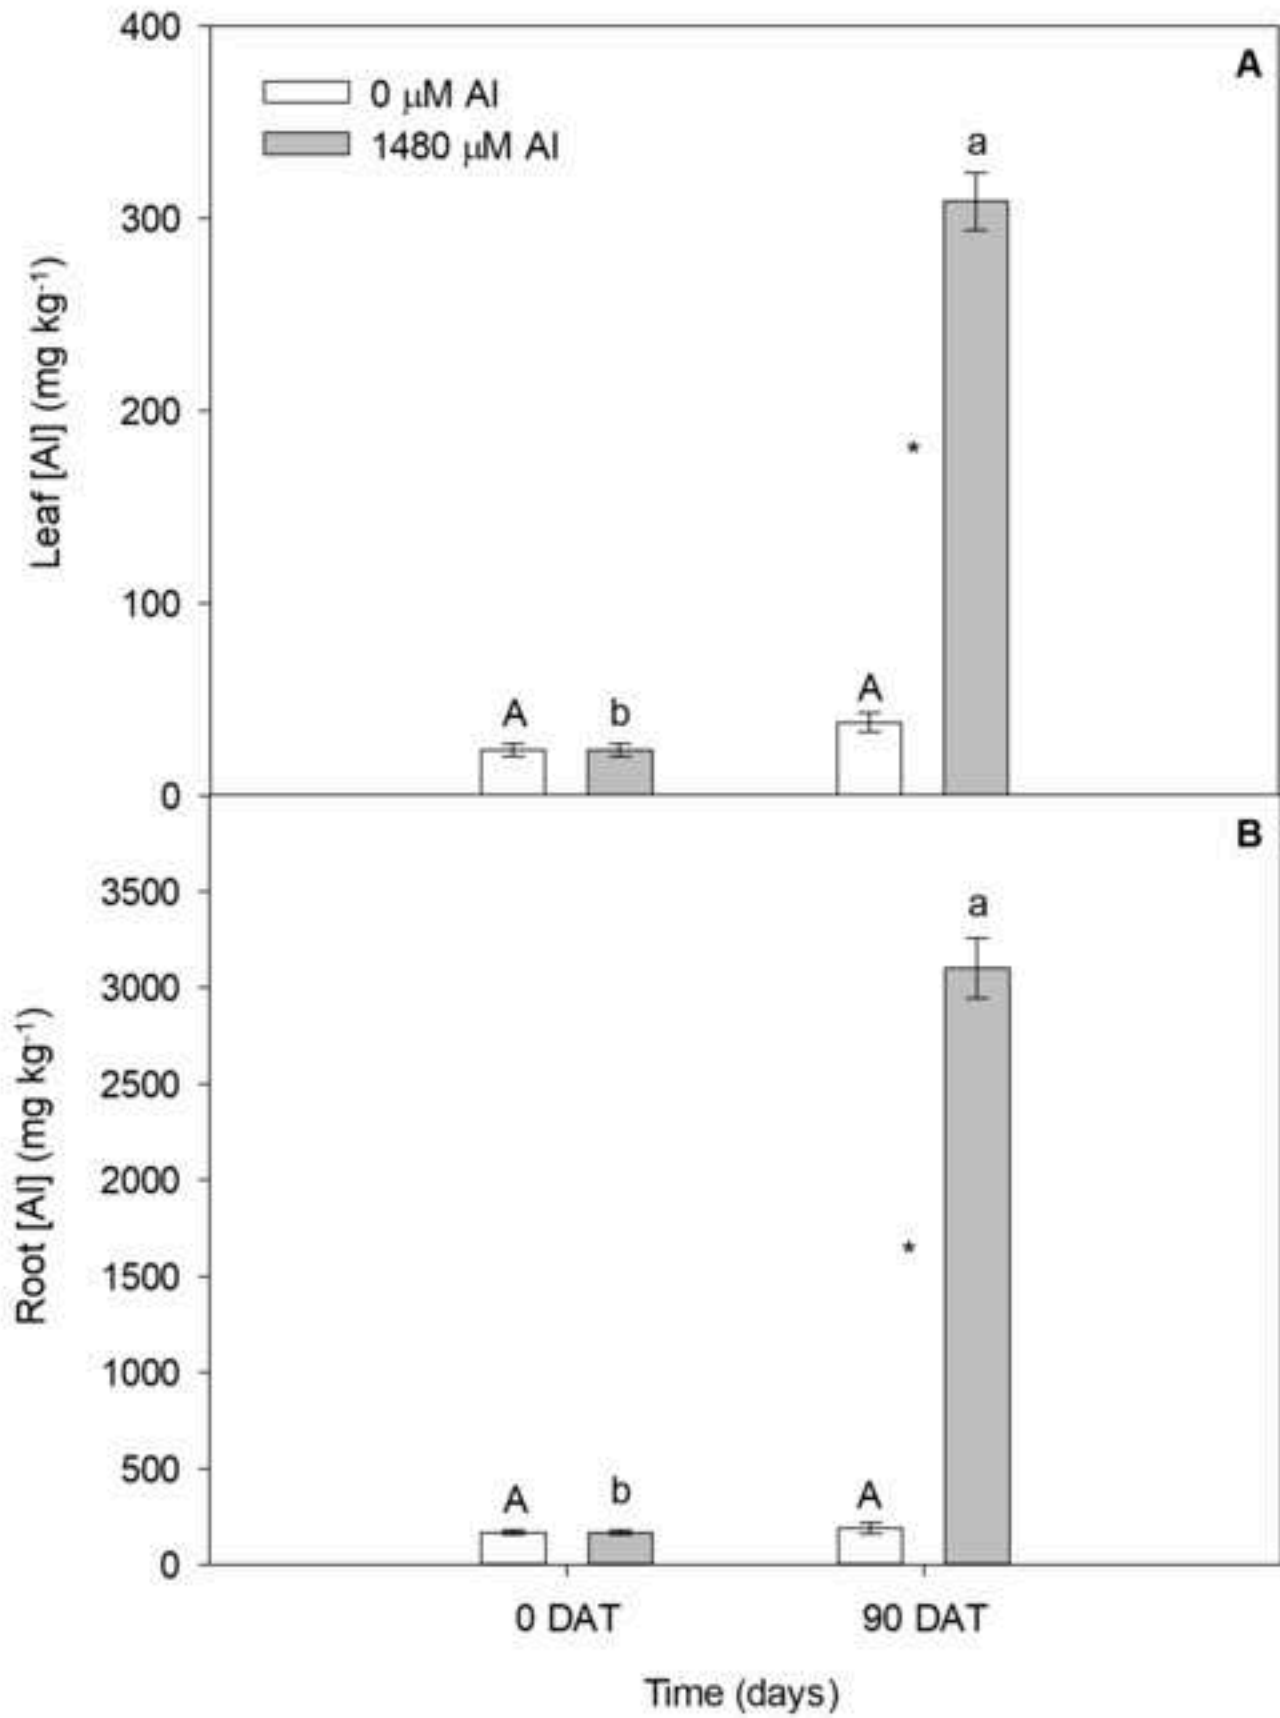 A
0 μM Al
1480 μM Al
400
300
200
100
0
Leaf [Al] (mg kg⁻¹)
A
b
A
*
a
B
3500
3000
2500
2000
1500
1000
500
0
Root [Al] (mg kg⁻¹)
A
b
A
*
a
0 DAT
90 DAT
Time (days)